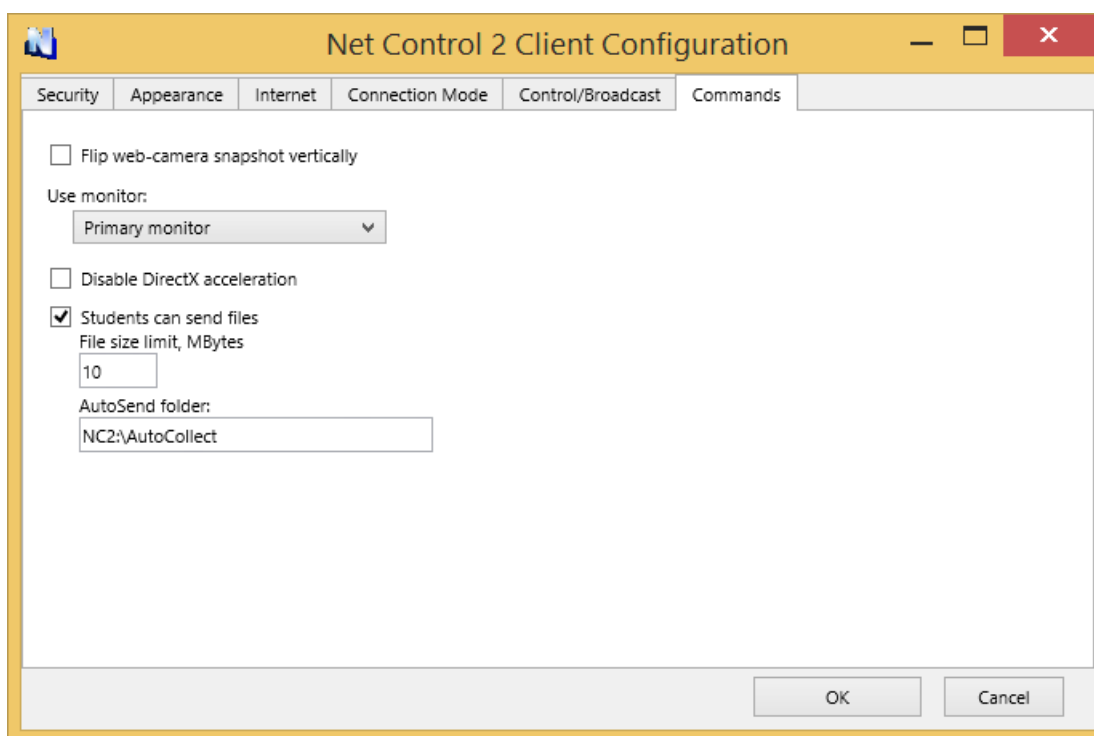 Net Control 2 Client Configuration
Security Appearance Internet Connection Mode Control/Broadcast Commands
Flip web-camera snapshot vertically
Use monitor:
Primary monitor
Disable DirectX acceleration
Students can send files
File size limit, MBytes
10
AutoSend folder:
NC2:\AutoCollect
OK Cancel